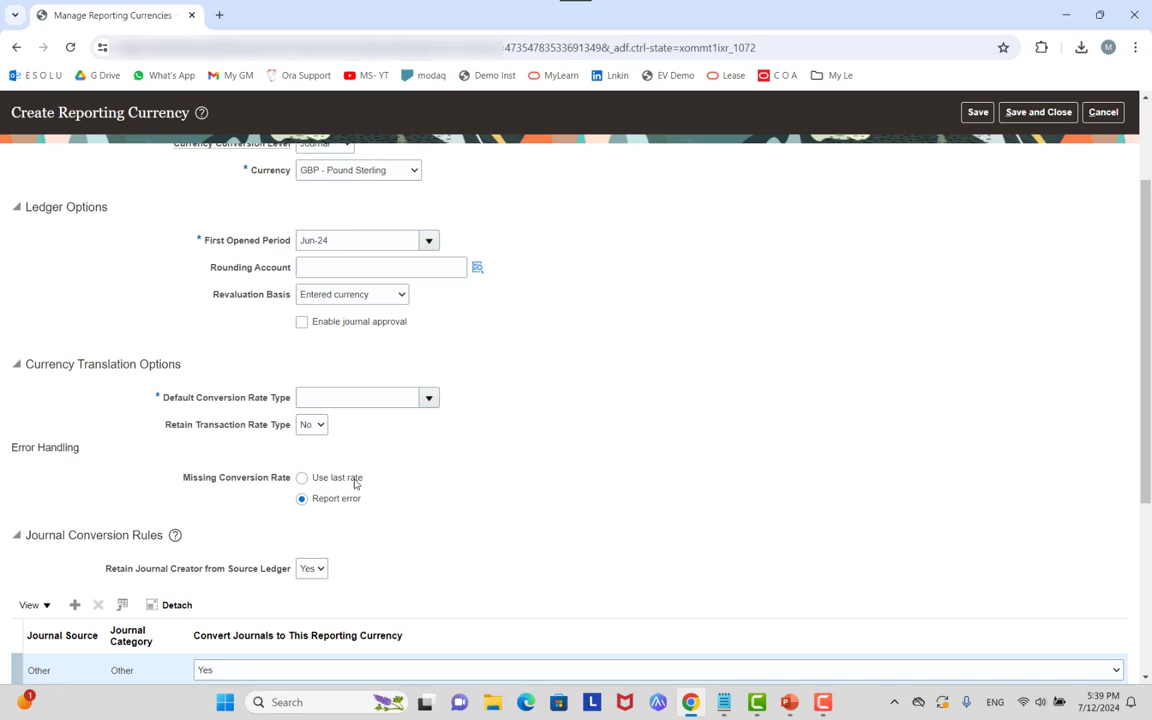 Manage Reporting Currencies
47354783533691349&_adf.ctrl-state=xommt1ixr_1072
M
E S O L U
G Drive
What's App
My GM
Ora Support
MS- YT
modaq
Demo Inst
MyLearn
Lnkin
EV Demo
Lease
C O A
My Le
Create Reporting Currency
Save
Save and Close
Cancel
Currency Conversion Level
Journal
* Currency
GBP - Pound Sterling
Ledger Options
* First Opened Period
Jun-24
Rounding Account
Revaluation Basis
Entered currency
Enable journal approval
Currency Translation Options
* Default Conversion Rate Type
Retain Transaction Rate Type
No
Error Handling
Missing Conversion Rate
Use last rate
Report error
Journal Conversion Rules
Retain Journal Creator from Source Ledger
Yes
View
Detach
Journal Source
Journal Category
Convert Journals to This Reporting Currency
Other
Other
Yes
1
Search
ENG
5:39 PM
7/12/2024